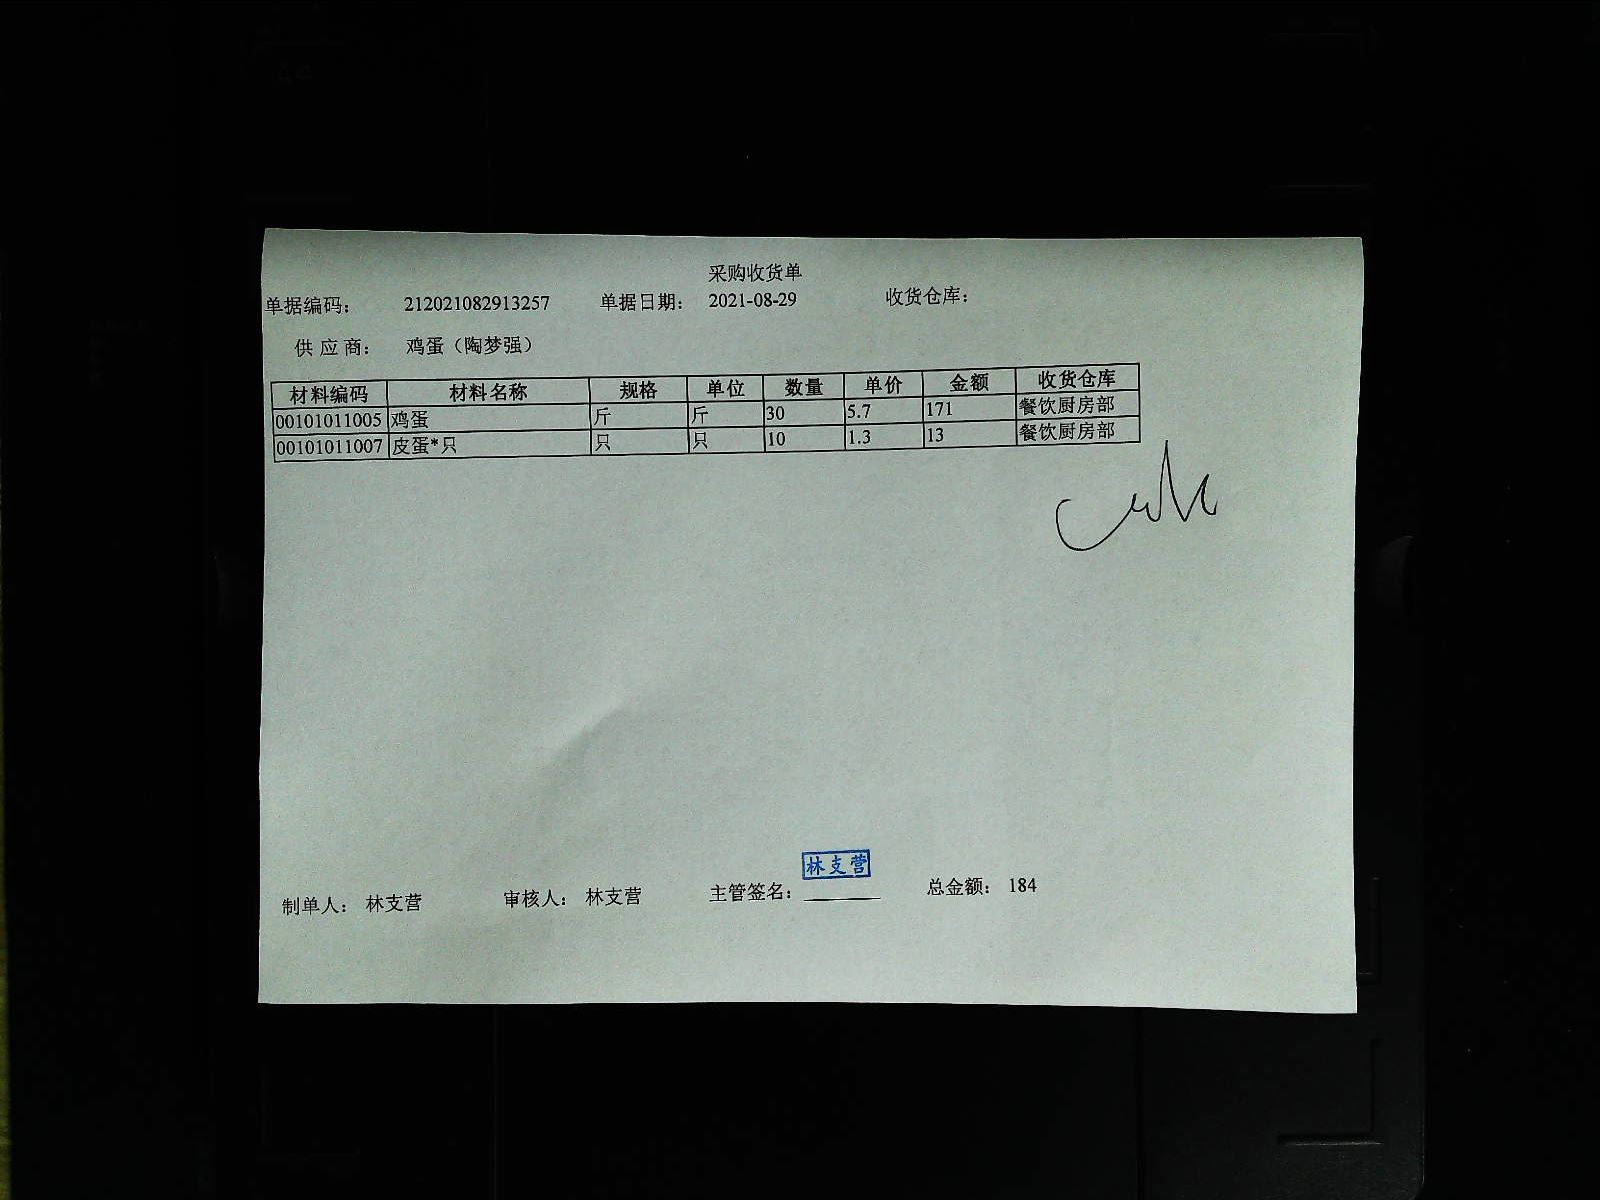 采购收货单
单据编码: 212021082913257 单据日期: 2021-08-29 收货仓库:
供应商: 鸡蛋（陶梦强）
材料编码 材料名称 规格 单位 数量 单价 金额 收货仓库
00101011005 鸡蛋 斤 斤 30 5.7 171 餐饮厨房部
00101011007 皮蛋*只 只 只 10 1.3 13 餐饮厨房部
林支营
制单人: 林支营 审核人: 林支营 主管签名: 总金额: 184